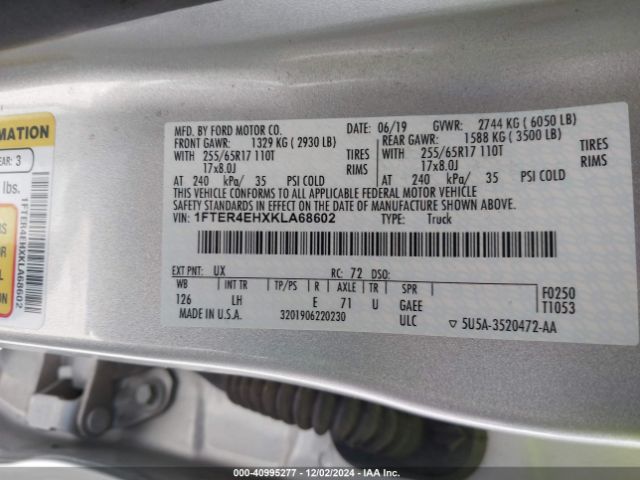 MATION
EAR: 3
lbs.
1FTER4EHXKLA68602
MFD. BY FORD MOTOR CO.
DATE: 06/19 GVWR: 2744 KG ( 6050 LB)
FRONT GAWR: 1329 KG ( 2930 LB)
REAR GAWR: 1588 KG ( 3500 LB)
WITH 255/65R17 110T TIRES
WITH 255/65R17 110T TIRES
17x8.0J RIMS
17x8.0J RIMS
AT 240 kPa/ 35 PSI COLD
AT 240 kPa/ 35 PSI COLD
THIS VEHICLE CONFORMS TO ALL APPLICABLE FEDERAL MOTOR VEHICLE
SAFETY STANDARDS IN EFFECT ON THE DATE OF MANUFACTURE SHOWN ABOVE.
VIN: 1FTER4EHXKLA68602 TYPE: Truck
EXT PNT: UX RC: 72 DSO:
WB INT TR TP/PS R AXLE TR SPR
126 LH E 71 U GAEE
F0250
T1053
MADE IN U.S.A. 3201906220230 ULC ▽ 5U5A-3520472-AA
000-40995277 - 12/02/2024 - IAA Inc.